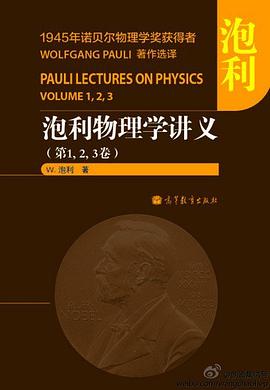 1945年诺贝尔物理学奖获得者
WOLFGANG PAULI 著作选译
PAULI LECTURES ON PHYSICS
VOLUME 1, 2, 3
泡利
泡利物理学讲义
(第1, 2, 3卷)
W. 泡利 著
高等教育出版社
NOBEL